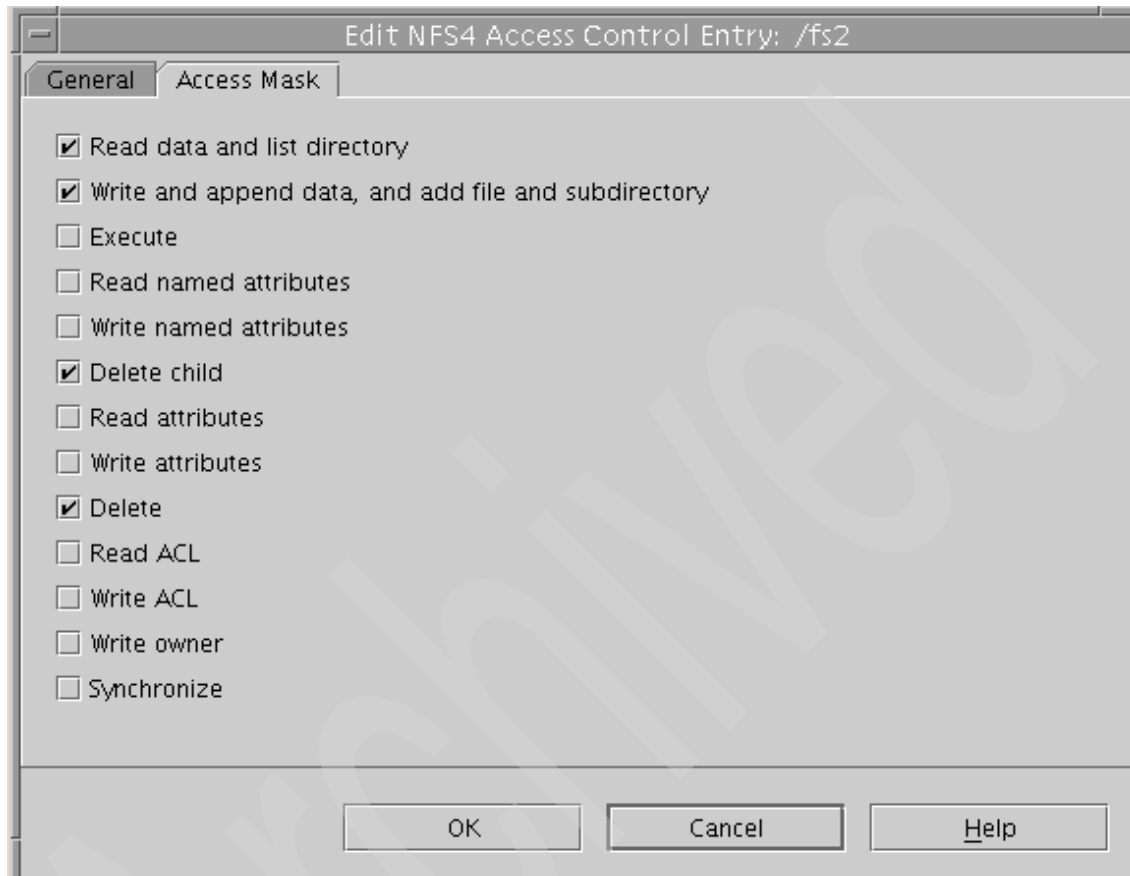 Edit NFS4 Access Control Entry: /fs2
General Access Mask
Read data and list directory
Write and append data, and add file and subdirectory
Execute
Read named attributes
Write named attributes
Delete child
Read attributes
Write attributes
Delete
Read ACL
Write ACL
Write owner
Synchronize
OK Cancel Help
Archived